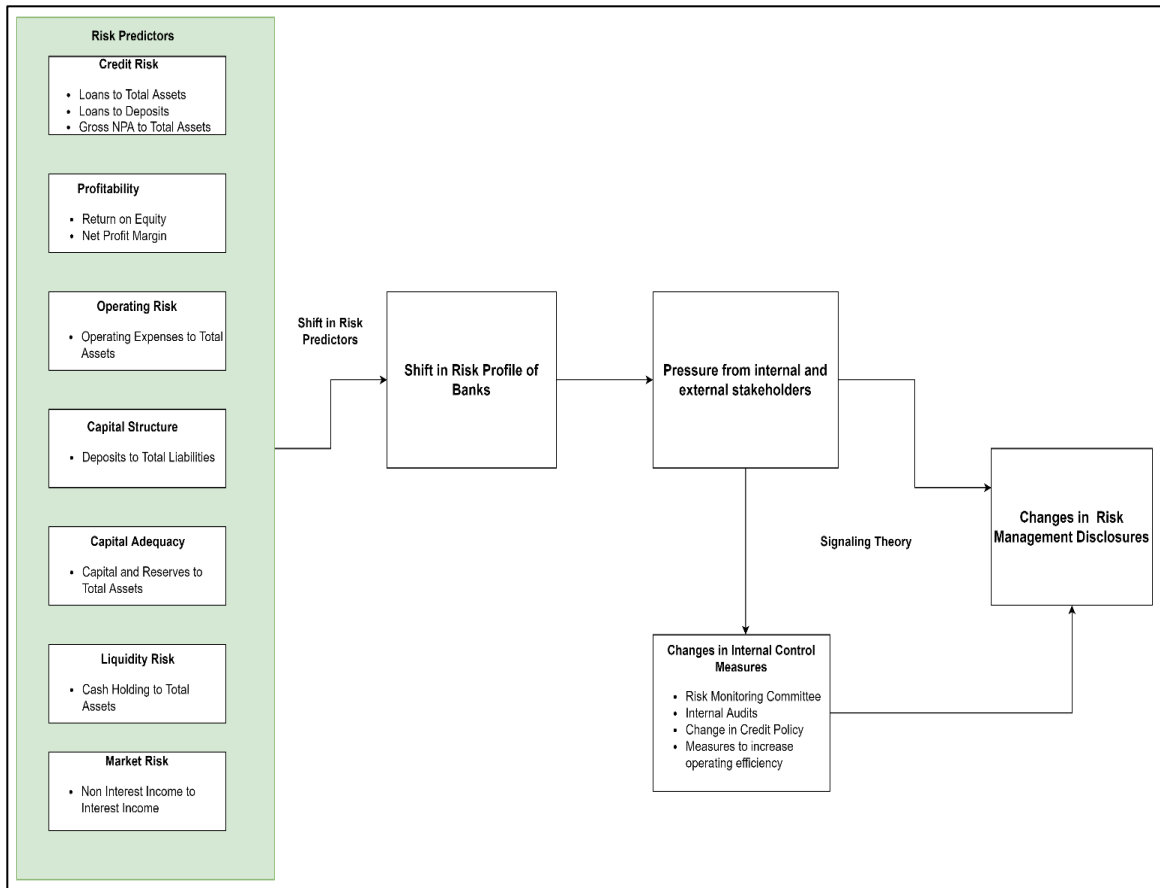 Risk Predictors
Credit Risk
• Loans to Total Assets
• Loans to Deposits
• Gross NPA to Total Assets
Profitability
• Return on Equity
• Net Profit Margin
Operating Risk
• Operating Expenses to Total
Assets
Capital Structure
• Deposits to Total Liabilities
Capital Adequacy
• Capital and Reserves to
Total Assets
Liquidity Risk
• Cash Holding to Total
Assets
Market Risk
• Non Interest Income to
Interest Income
Shift in Risk
Predictors
Shift in Risk Profile of
Banks
Pressure from internal and
external stakeholders
Signaling Theory
Changes in Internal Control
Measures
• Risk Monitoring Committee
• Internal Audits
• Change in Credit Policy
• Measures to increase
operating efficiency
Changes in Risk
Management Disclosures